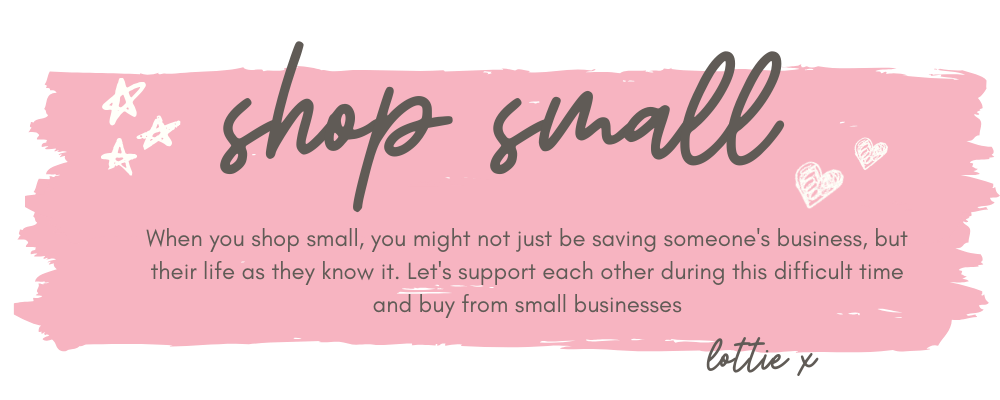 shop small
When you shop small, you might not just be saving someone's business, but
their life as they know it. Let's support each other during this difficult time
and buy from small businesses
lottie x